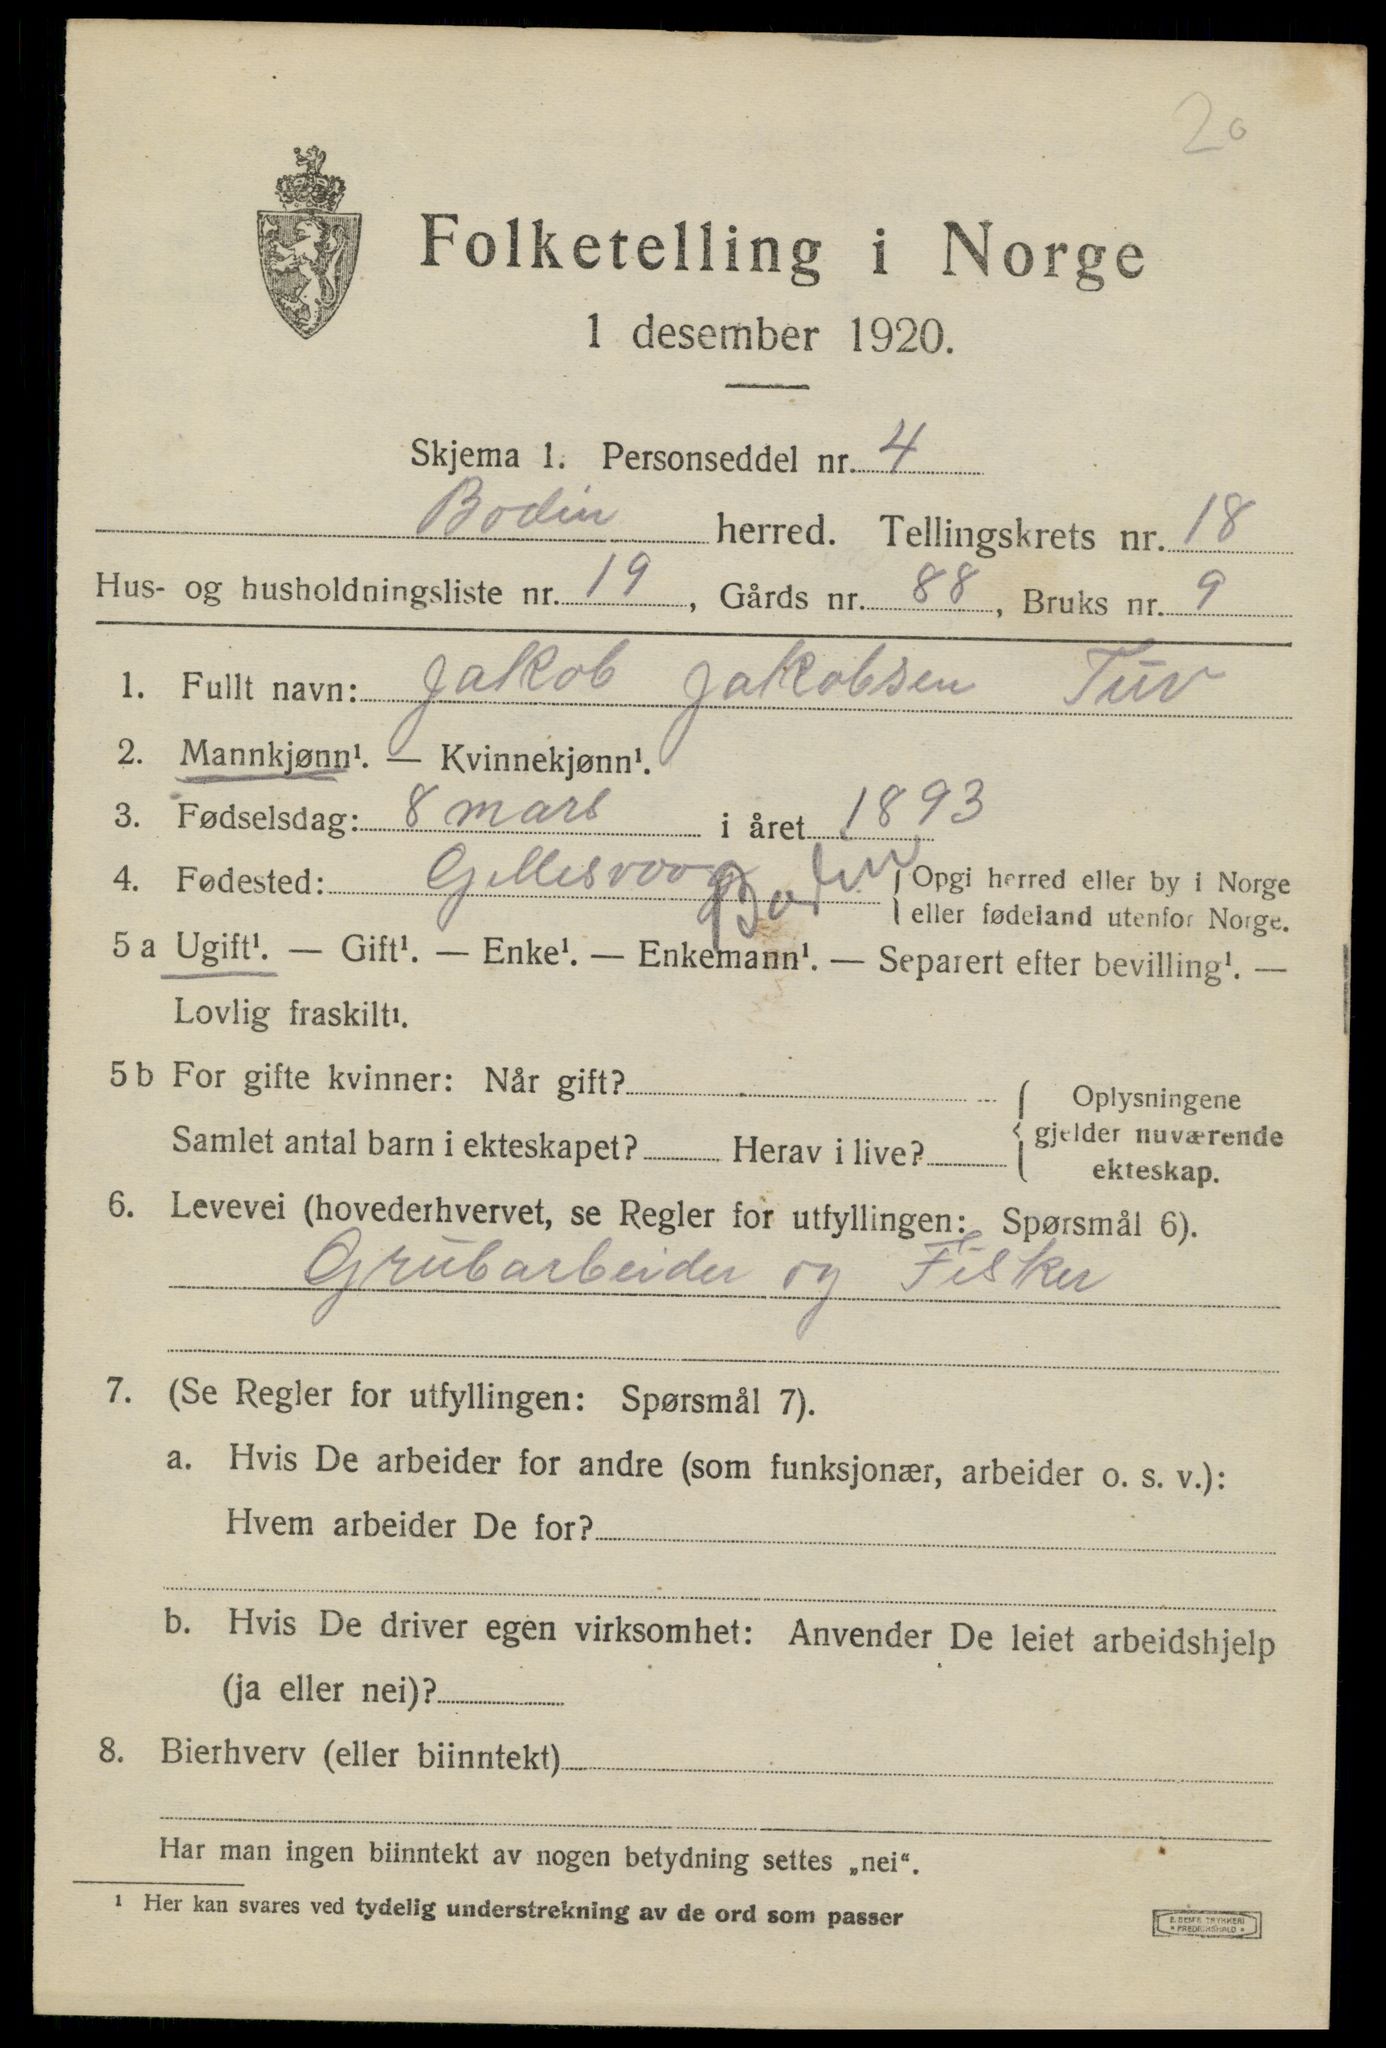 20
Folketelling i Norge
1 desember 1920.
Skjema 1. Personseddel nr. 4
Bodin herred. Tellingskrets nr. 18
Hus- og husholdningsliste nr. 19, Gårds nr. 88, Bruks nr. 9
1. Fullt navn: Jakob Jakobsen Tuv
2. Mannkjønn¹. — Kvinnekjønn¹.
3. Fødselsdag: 8 mars i året 1893
4. Fødested: Gillesvaag Bodin { Opgi herred eller by i Norge
eller fødeland utenfor Norge.
5 a Ugift¹. — Gift¹. — Enke¹. — Enkemann¹. — Separert efter bevilling¹. —
Lovlig fraskilt¹.
5 b For gifte kvinner: Når gift?
Samlet antal barn i ekteskapet? Herav i live? { Oplysningene
gjelder nuværende
ekteskap.
6. Levevei (hovederhvervet, se Regler for utfyllingen: Spørsmål 6).
Grubarbeider og Fisker
7. (Se Regler for utfyllingen: Spørsmål 7).
a. Hvis De arbeider for andre (som funksjonær, arbeider o. s. v.):
Hvem arbeider De for?
b. Hvis De driver egen virksomhet: Anvender De leiet arbeidshjelp
(ja eller nei)?
8. Bierhverv (eller biinntekt)
Har man ingen biinntekt av nogen betydning settes „nei“.
¹ Her kan svares ved tydelig understrekning av de ord som passer
E. SEM'S TRYKKERI
* FREDRIKSHALD *